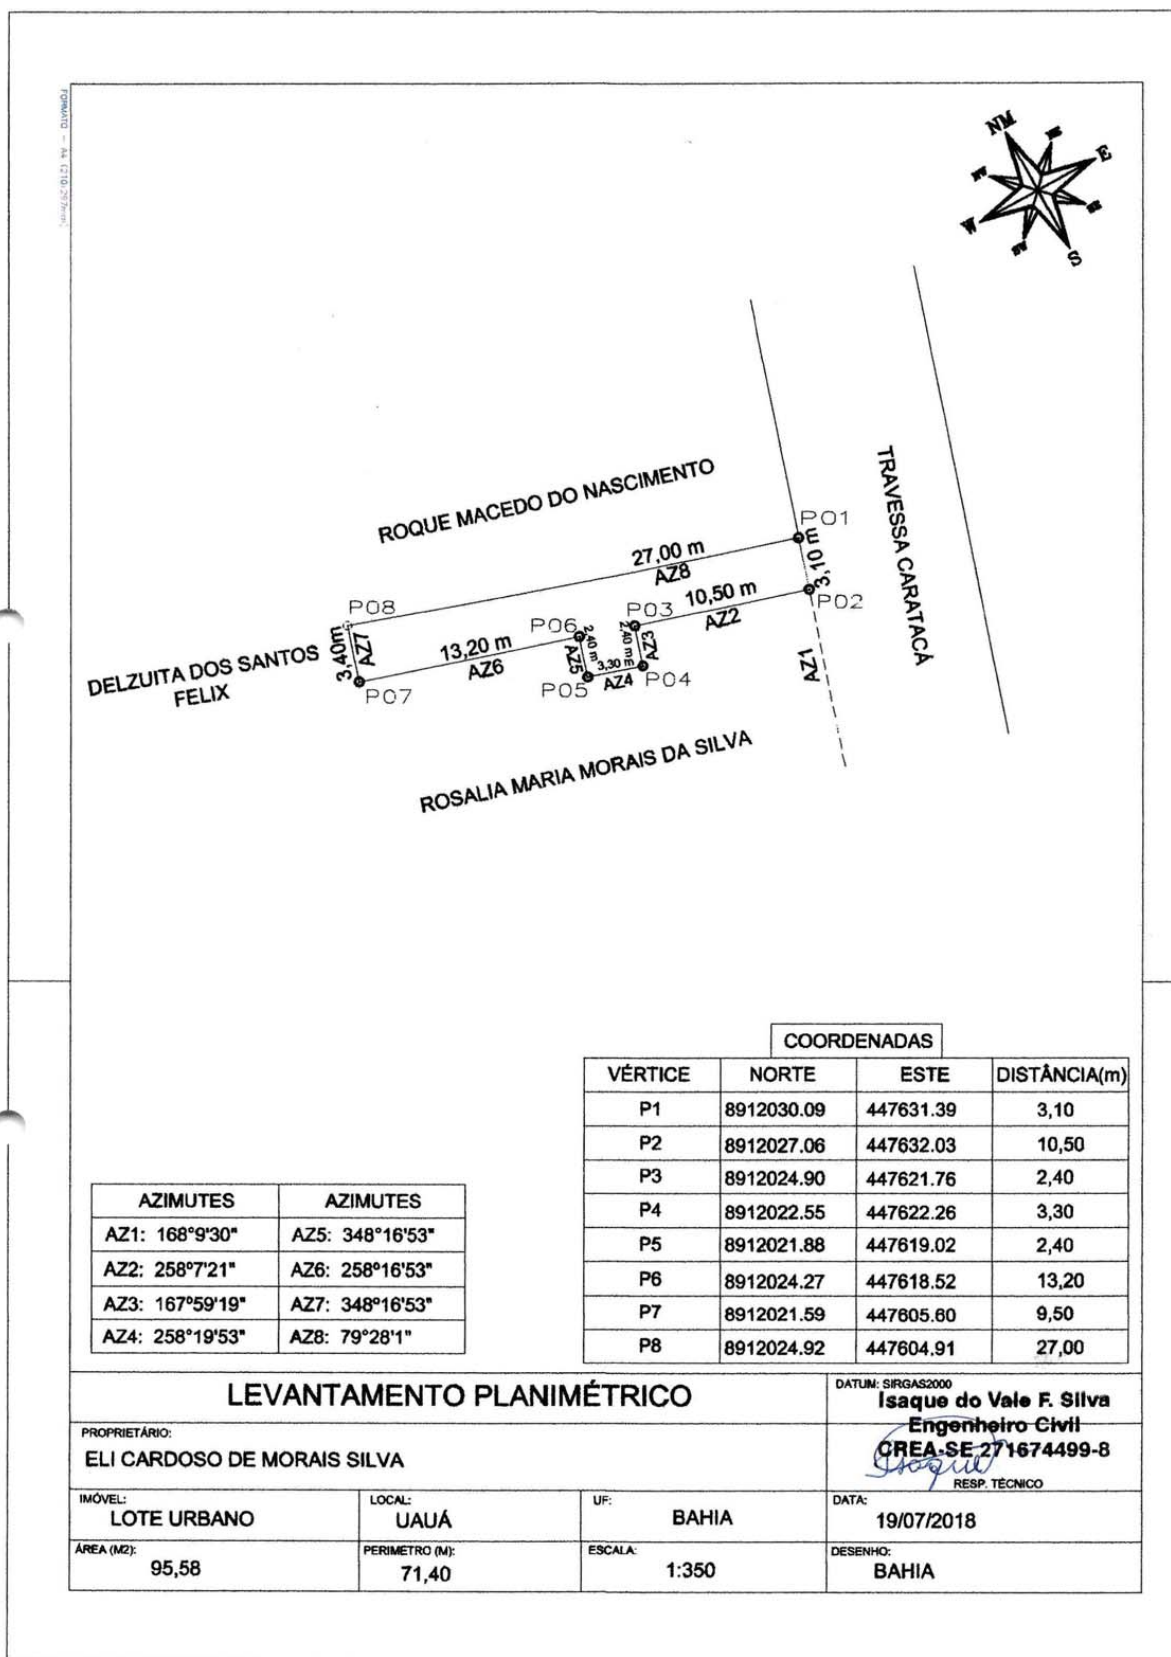 FORMATO - A4 (210x297mm)
NM
NE
E
SE
S
SW
W
NW
TRAVESSA CARATACÁ
ROQUE MACEDO DO NASCIMENTO
P01
27,00 m
AZ8
3,10 m
P02
10,50 m
AZ2
P08
P03
P06
2,40 m
2,40 m
AZ3
3,40m
AZ7
13,20 m
AZ6
AZ5
3,30 m
AZ4
P04
P05
P07
AZ1
DELZUITA DOS SANTOS
FELIX
ROSALIA MARIA MORAIS DA SILVA
COORDENADAS
VÉRTICE NORTE ESTE DISTÂNCIA(m)
P1 8912030.09 447631.39 3,10
P2 8912027.06 447632.03 10,50
P3 8912024.90 447621.76 2,40
P4 8912022.55 447622.26 3,30
P5 8912021.88 447619.02 2,40
P6 8912024.27 447618.52 13,20
P7 8912021.59 447605.60 9,50
P8 8912024.92 447604.91 27,00
AZIMUTES AZIMUTES
AZ1: 168°9'30" AZ5: 348°16'53"
AZ2: 258°7'21" AZ6: 258°16'53"
AZ3: 167°59'19" AZ7: 348°16'53"
AZ4: 258°19'53" AZ8: 79°28'1"
LEVANTAMENTO PLANIMÉTRICO
DATUM: SIRGAS2000
Isaque do Vale F. Silva
Engenheiro Civil
CREA-SE 271674499-8
Isaque
RESP. TÉCNICO
PROPRIETÁRIO:
ELI CARDOSO DE MORAIS SILVA
IMÓVEL: LOCAL: UF: DATA:
LOTE URBANO UAUÁ BAHIA 19/07/2018
ÁREA (M2): PERIMETRO (M): ESCALA: DESENHO:
95,58 71,40 1:350 BAHIA